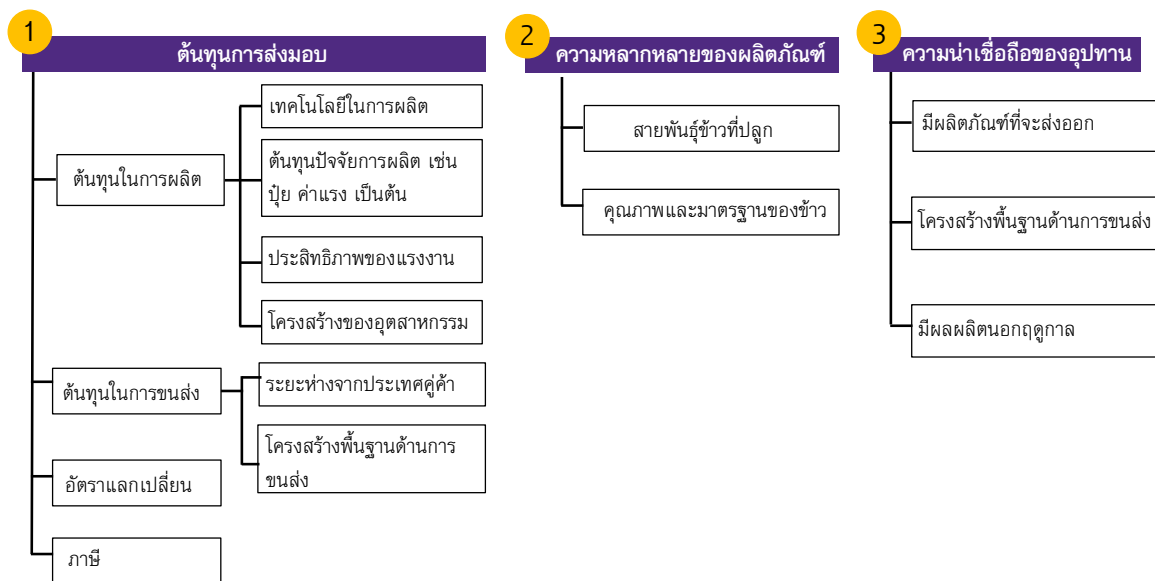 1
ต้นทุนการส่งมอบ
ต้นทุนในการผลิต
เทคโนโลยีในการผลิต
ต้นทุนปัจจัยการผลิต เช่น
ปุ๋ย ค่าแรง เป็นต้น
ประสิทธิภาพของแรงงาน
โครงสร้างของอุตสาหกรรม
ต้นทุนในการขนส่ง
ระยะห่างจากประเทศคู่ค้า
โครงสร้างพื้นฐานด้านการ
ขนส่ง
อัตราแลกเปลี่ยน
ภาษี
2
ความหลากหลายของผลิตภัณฑ์
สายพันธุ์ข้าวที่ปลูก
คุณภาพและมาตรฐานของข้าว
3
ความน่าเชื่อถือของอุปทาน
มีผลิตภัณฑ์ที่จะส่งออก
โครงสร้างพื้นฐานด้านการขนส่ง
มีผลผลิตนอกฤดูกาล